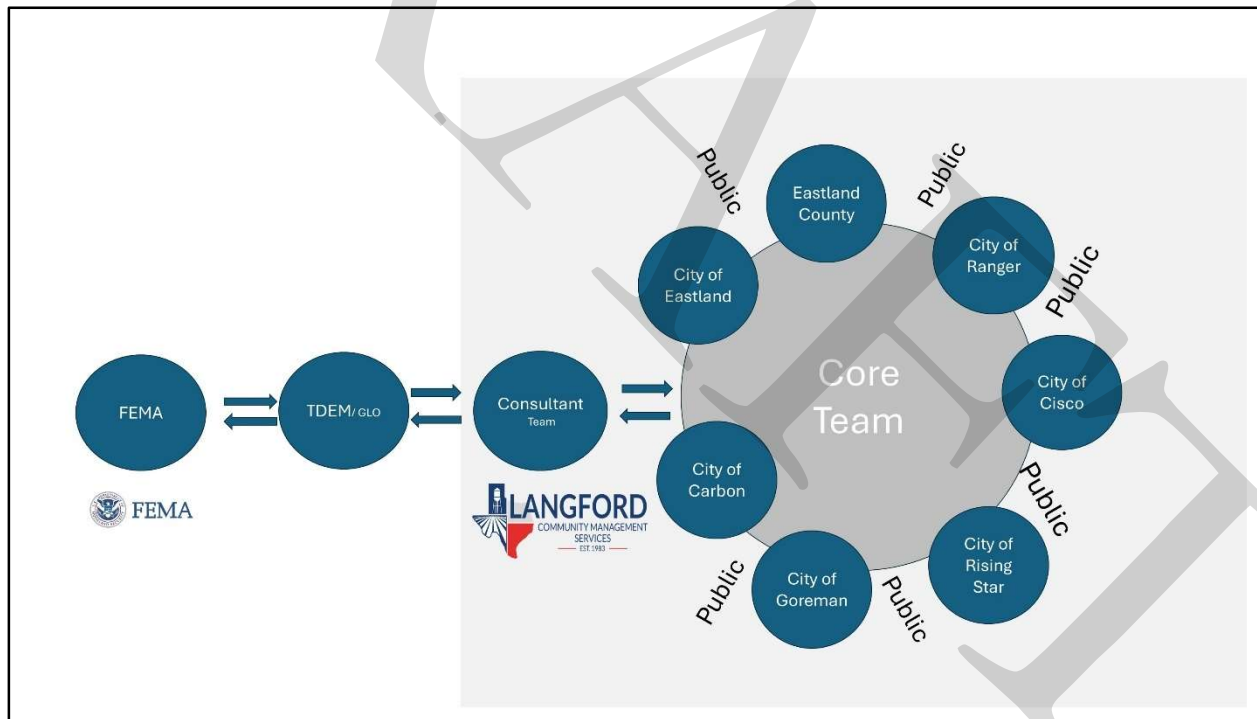 FEMA
FEMA
TDEM/ GLO
Consultant
Team
LANGFORD
COMMUNITY MANAGEMENT
SERVICES
EST. 1983
Core
Team
Public
Eastland
County
Public
City of
Ranger
Public
City of
Cisco
Public
City of
Rising
Star
Public
City of
Goreman
Public
City of
Carbon
City of
Eastland